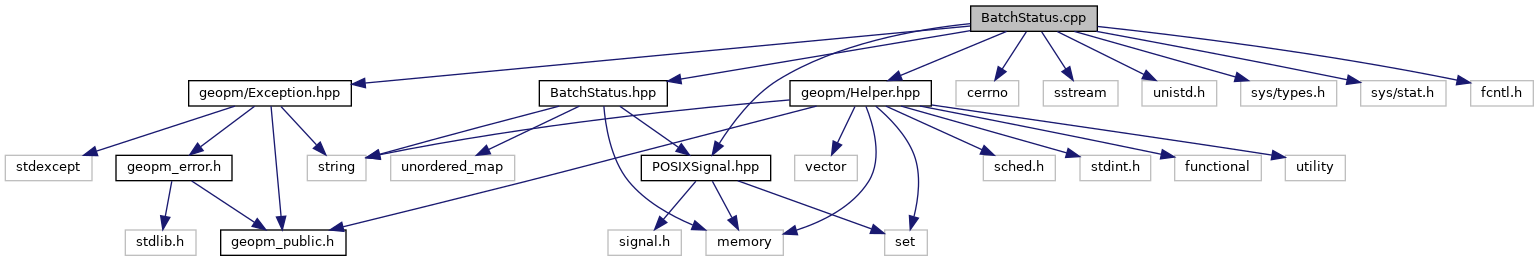 BatchStatus.cpp
geopm/Exception.hpp
BatchStatus.hpp
geopm/Helper.hpp
cerrno
sstream
unistd.h
sys/types.h
sys/stat.h
fcntl.h
stdexcept
geopm_error.h
string
unordered_map
POSIXSignal.hpp
vector
sched.h
stdint.h
functional
utility
stdlib.h
geopm_public.h
signal.h
memory
set